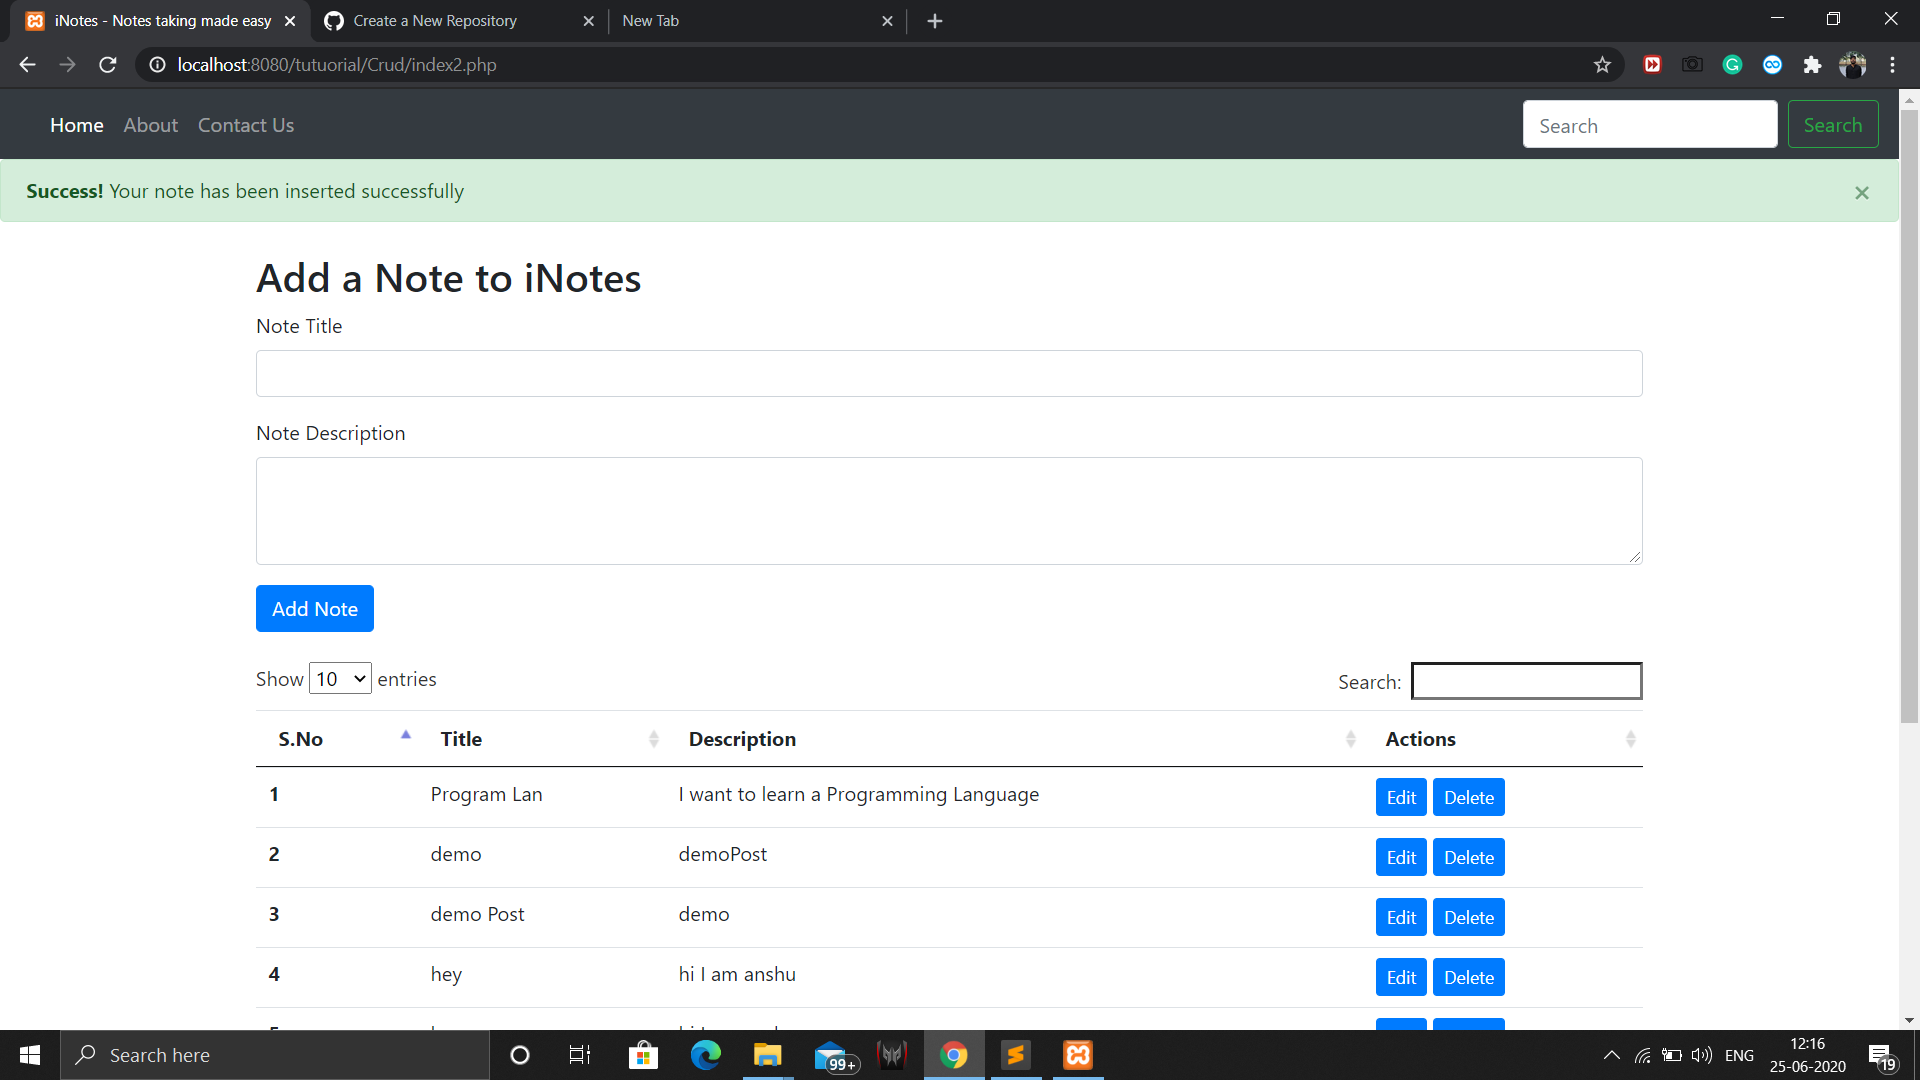 iNotes - Notes taking made easy
Create a New Repository
New Tab
localhost:8080/tutuorial/Crud/index2.php
Home About Contact Us
Search Search
Success! Your note has been inserted successfully
Add a Note to iNotes
Note Title
Note Description
Add Note
Show 10 entries
Search:
S.No Title Description Actions
1 Program Lan I want to learn a Programming Language Edit Delete
2 demo demoPost Edit Delete
3 demo Post demo Edit Delete
4 hey hi I am anshu Edit Delete
Search here
99+
ENG
12:16
25-06-2020
19